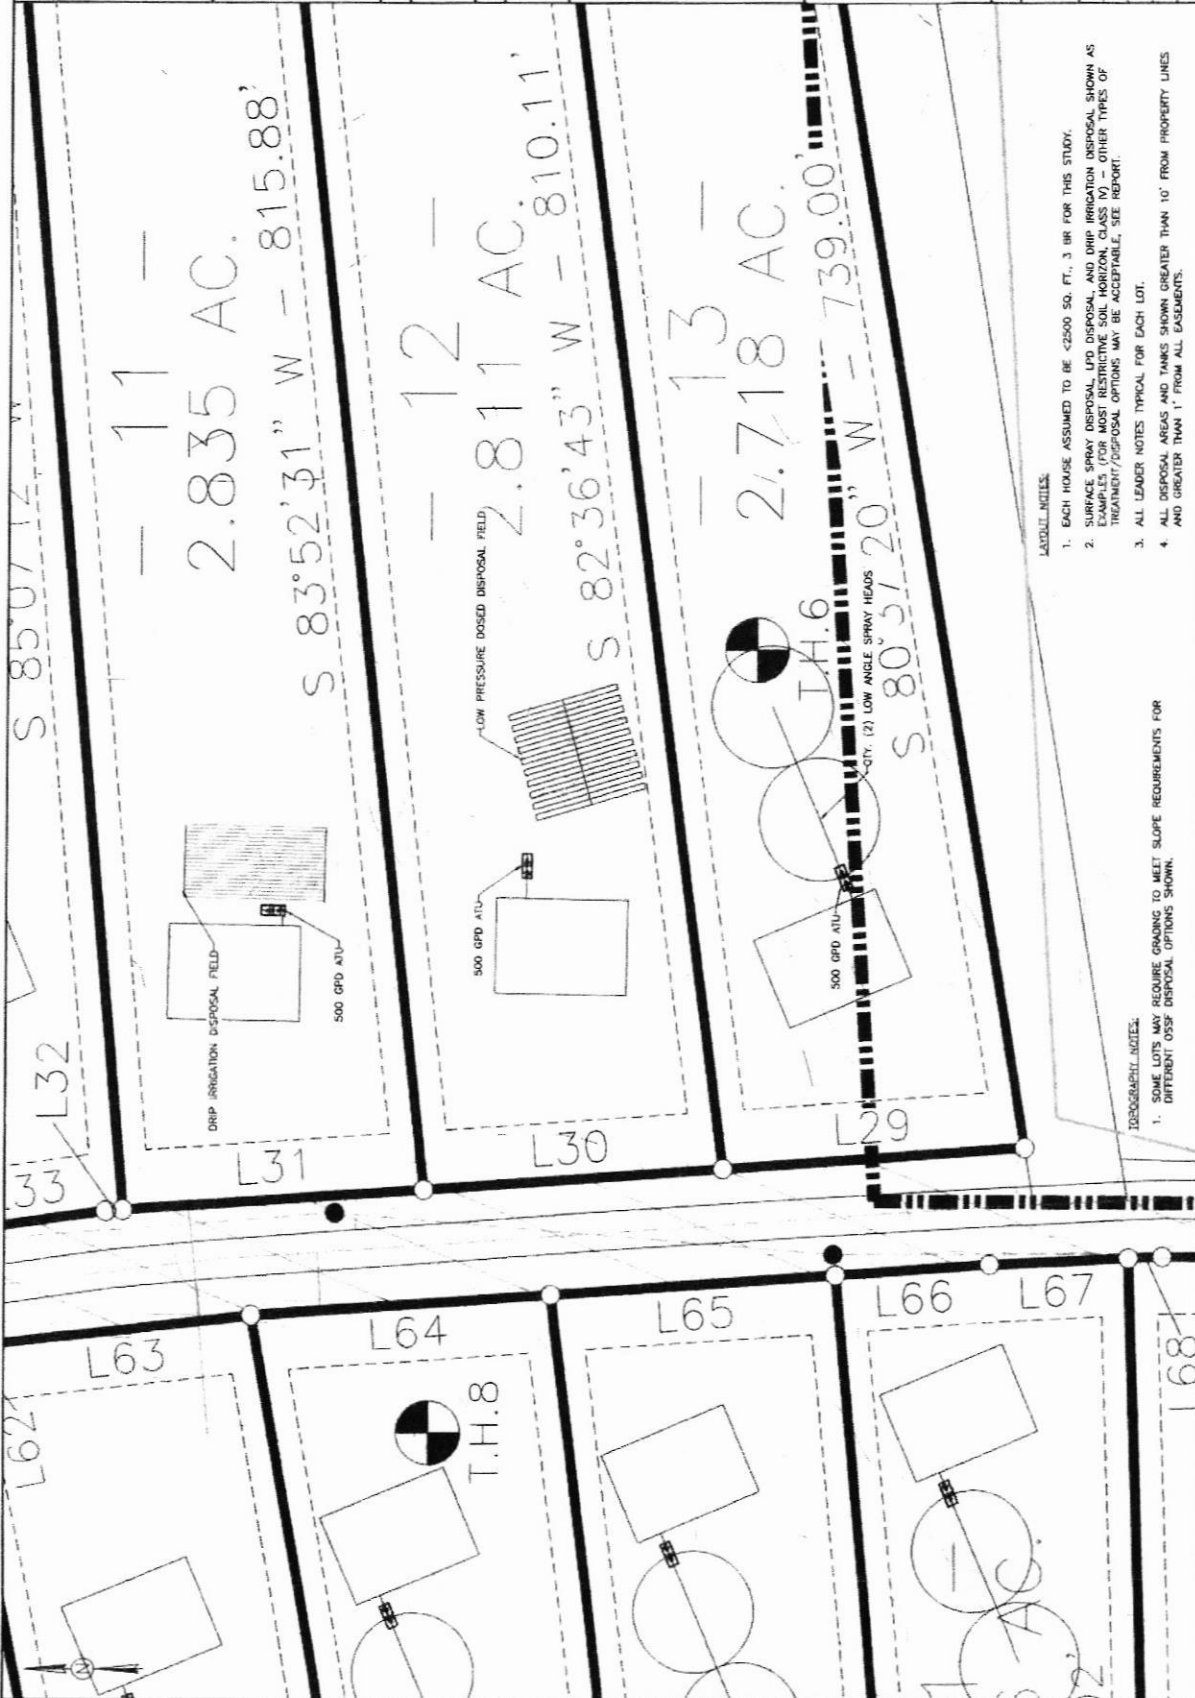 S 85°07'12" W
- 11 -
2.835 AC.
S 83°52'31" W - 815.88'
- 12 -
2.811 AC.
S 82°36'43" W - 810.11'
- 13 -
2.718 AC.
W - 739.00'
S 80°
20"
T.H.6
QTY. (2) LOW ANGLE SPRAY HEADS
LOW PRESSURE DOSED DISPOSAL FIELD
DRIP IRRIGATION DISPOSAL FIELD
500 GPD ATU
500 GPD ATU
500 GPD ATU
33
L32
L31
L30
L29
L62
L63
L64
L65
L66
L67
L68
T.H.8
N
AC.
LAYOUT NOTES:
1. EACH HOUSE ASSUMED TO BE <2500 SQ. FT., 3 BR FOR THIS STUDY.
2. SURFACE SPRAY DISPOSAL, LPD DISPOSAL, AND DRIP IRRIGATION DISPOSAL SHOWN AS
EXAMPLES (FOR MOST RESTRICTIVE SOIL HORIZON, CLASS IV) - OTHER TYPES OF
TREATMENT/DISPOSAL OPTIONS MAY BE ACCEPTABLE, SEE REPORT.
3. ALL LEADER NOTES TYPICAL FOR EACH LOT.
4. ALL DISPOSAL AREAS AND TANKS SHOWN GREATER THAN 10' FROM PROPERTY LINES
AND GREATER THAN 1' FROM ALL EASEMENTS.
TOPOGRAPHY NOTES:
1. SOME LOTS MAY REQUIRE GRADING TO MEET SLOPE REQUIREMENTS FOR
DIFFERENT OSSF DISPOSAL OPTIONS SHOWN.